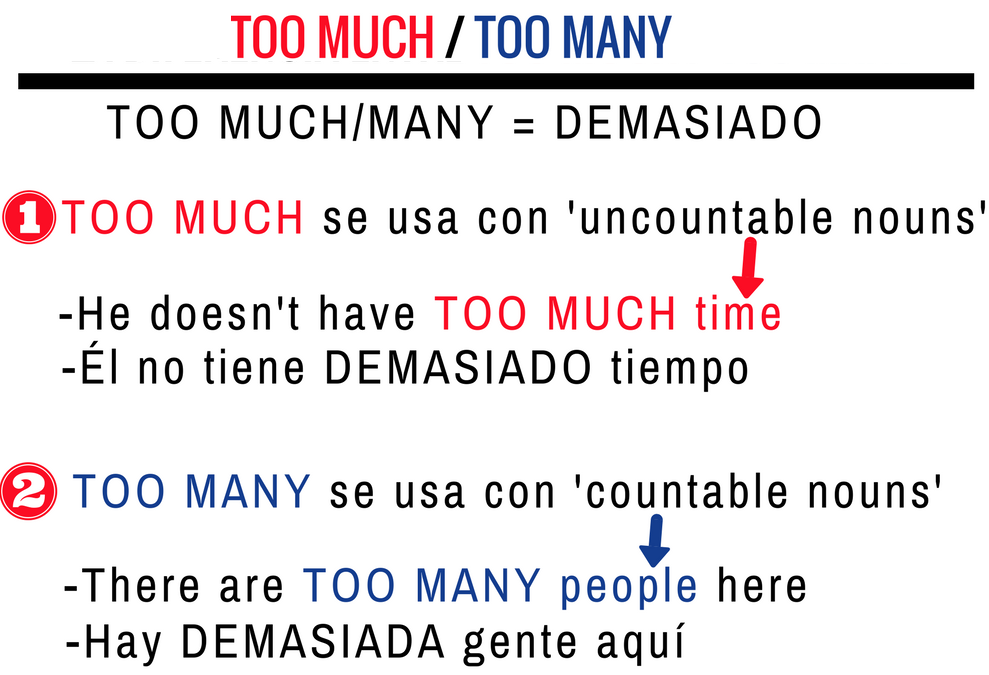 TOO MUCH / TOO MANY
TOO MUCH/MANY = DEMASIADO
1 TOO MUCH se usa con 'uncountable nouns'
-He doesn't have TOO MUCH time
-Él no tiene DEMASIADO tiempo
2 TOO MANY se usa con 'countable nouns'
-There are TOO MANY people here
-Hay DEMASIADA gente aquí